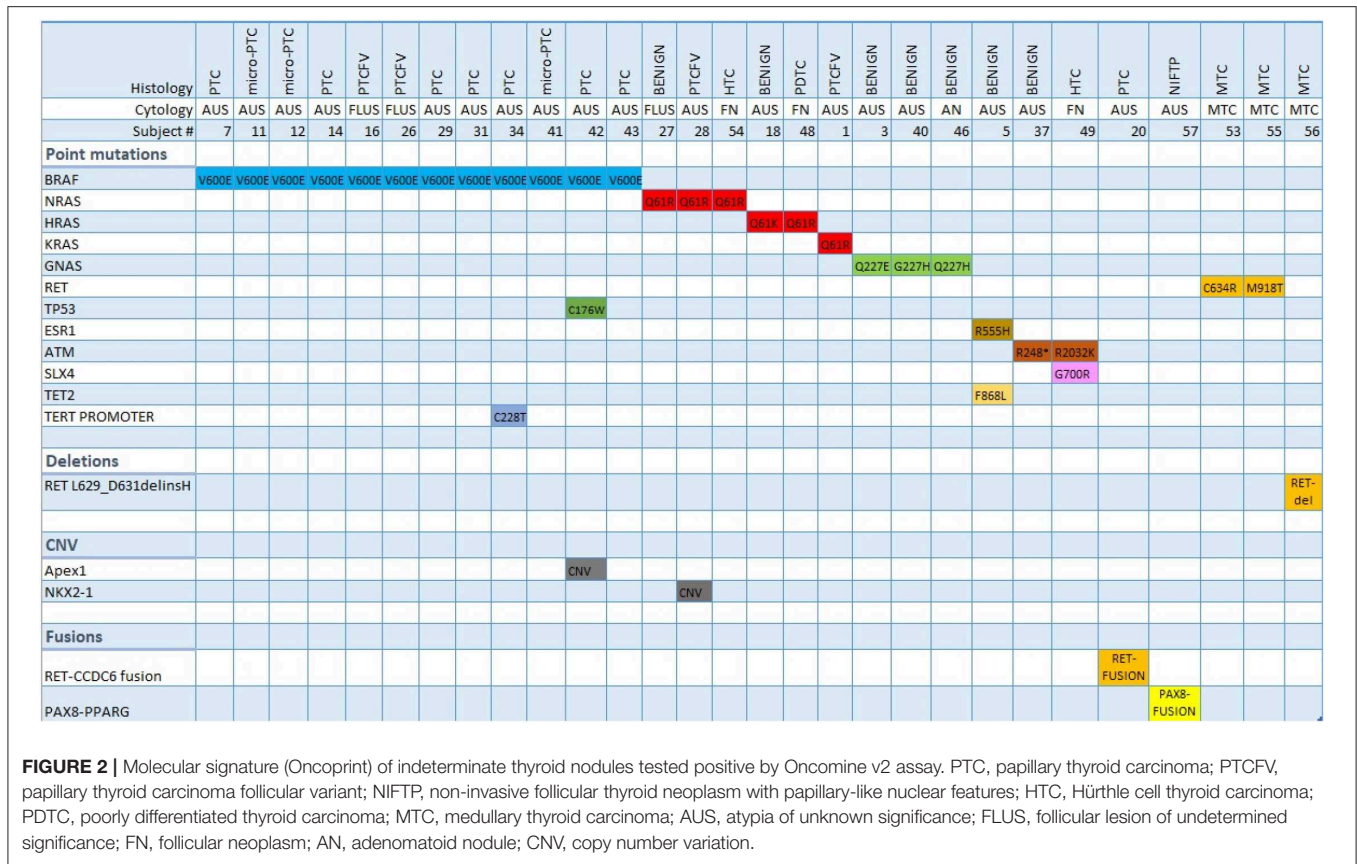 Histology PTC micro-PTC micro-PTC PTC PTCFV PTCFV PTC PTC PTC micro-PTC PTC PTC BENIGN PTCFV HTC BENIGN PDTC PTCFV BENIGN BENIGN BENIGN BENIGN BENIGN HTC PTC NIFTP MTC MTC MTC
Cytology AUS AUS AUS AUS FLUS FLUS AUS AUS AUS AUS AUS AUS FLUS AUS FN AUS FN AUS AUS AUS AN AUS AUS FN AUS AUS MTC MTC MTC
Subject # 7 11 12 14 16 26 29 31 34 41 42 43 27 28 54 18 48 1 3 40 46 5 37 49 20 57 53 55 56
Point mutations
BRAF V600E V600E V600E V600E V600E V600E V600E V600E V600E V600E V600E V600E
NRAS Q61R Q61R Q61R
HRAS Q61K Q61R
KRAS Q61R
GNAS Q227E G227H Q227H
RET C634R M918T
TP53 C176W
ESR1 R555H
ATM R248* R2032K
SLX4 G700R
TET2 F868L
TERT PROMOTER C228T
Deletions
RET L629_D631delinsH RET-
del
CNV
Apex1 CNV
NKX2-1 CNV
Fusions
RET-CCDC6 fusion RET-
FUSION
PAX8-PPARG PAX8-
FUSION
FIGURE 2 | Molecular signature (Oncoprint) of indeterminate thyroid nodules tested positive by Oncomine v2 assay. PTC, papillary thyroid carcinoma; PTCFV,
papillary thyroid carcinoma follicular variant; NIFTP, non-invasive follicular thyroid neoplasm with papillary-like nuclear features; HTC, Hürthle cell thyroid carcinoma;
PDTC, poorly differentiated thyroid carcinoma; MTC, medullary thyroid carcinoma; AUS, atypia of unknown significance; FLUS, follicular lesion of undetermined
significance; FN, follicular neoplasm; AN, adenomatoid nodule; CNV, copy number variation.